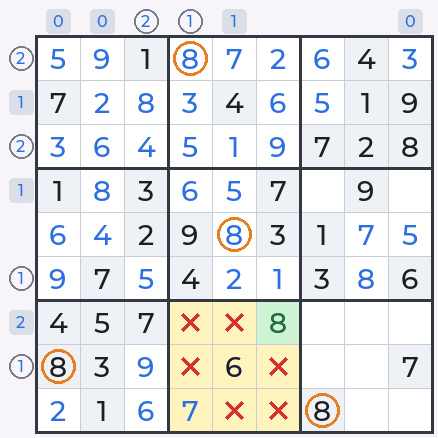 0 0 2 1 1 0
2 5 9 1 8 7 2 6 4 3
1 7 2 8 3 4 6 5 1 9
2 3 6 4 5 1 9 7 2 8
1 1 8 3 6 5 7 9
6 4 2 9 8 3 1 7 5
1 9 7 5 4 2 1 3 8 6
2 4 5 7 × × 8
1 8 3 9 × 6 × 7
2 1 6 7 × × 8